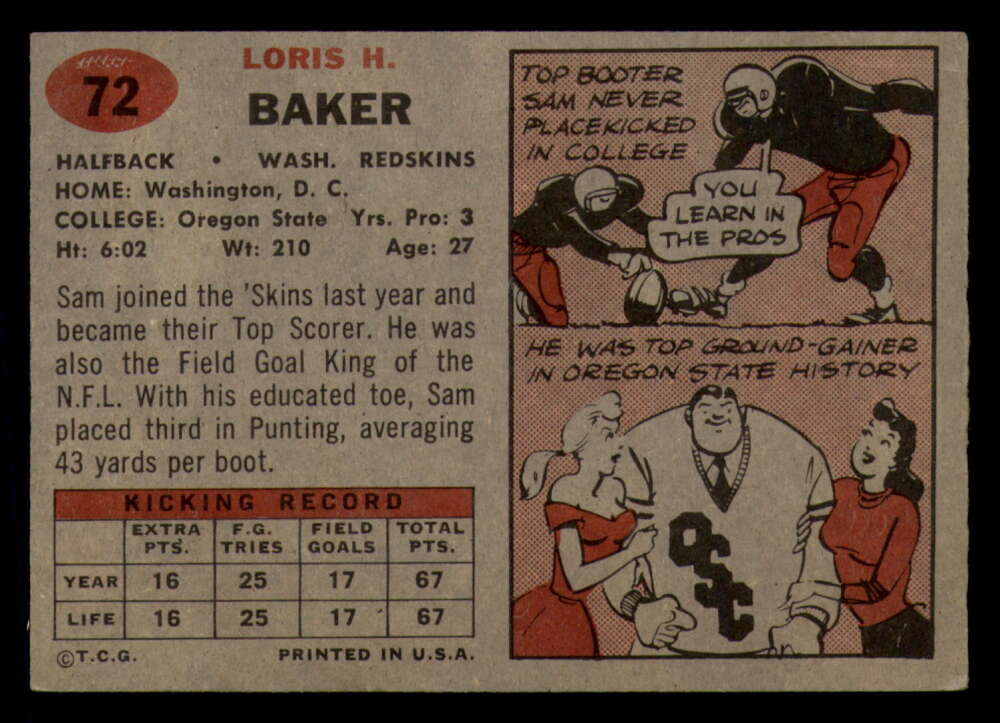 72
LORIS H.
BAKER
HALFBACK • WASH. REDSKINS
HOME: Washington, D. C.
COLLEGE: Oregon State Yrs. Pro: 3
Ht: 6:02 Wt: 210 Age: 27
Sam joined the 'Skins last year and
became their Top Scorer. He was
also the Field Goal King of the
N.F.L. With his educated toe, Sam
placed third in Punting, averaging
43 yards per boot.
KICKING RECORD
EXTRA PTS. F.G. TRIES FIELD GOALS TOTAL PTS.
YEAR 16 25 17 67
LIFE 16 25 17 67
©T.C.G. PRINTED IN U.S.A.
TOP BOOTER
SAM NEVER
PLACEKICKED
IN COLLEGE
YOU
LEARN IN
THE PROS
HE WAS TOP GROUND-GAINER
IN OREGON STATE HISTORY
OSC